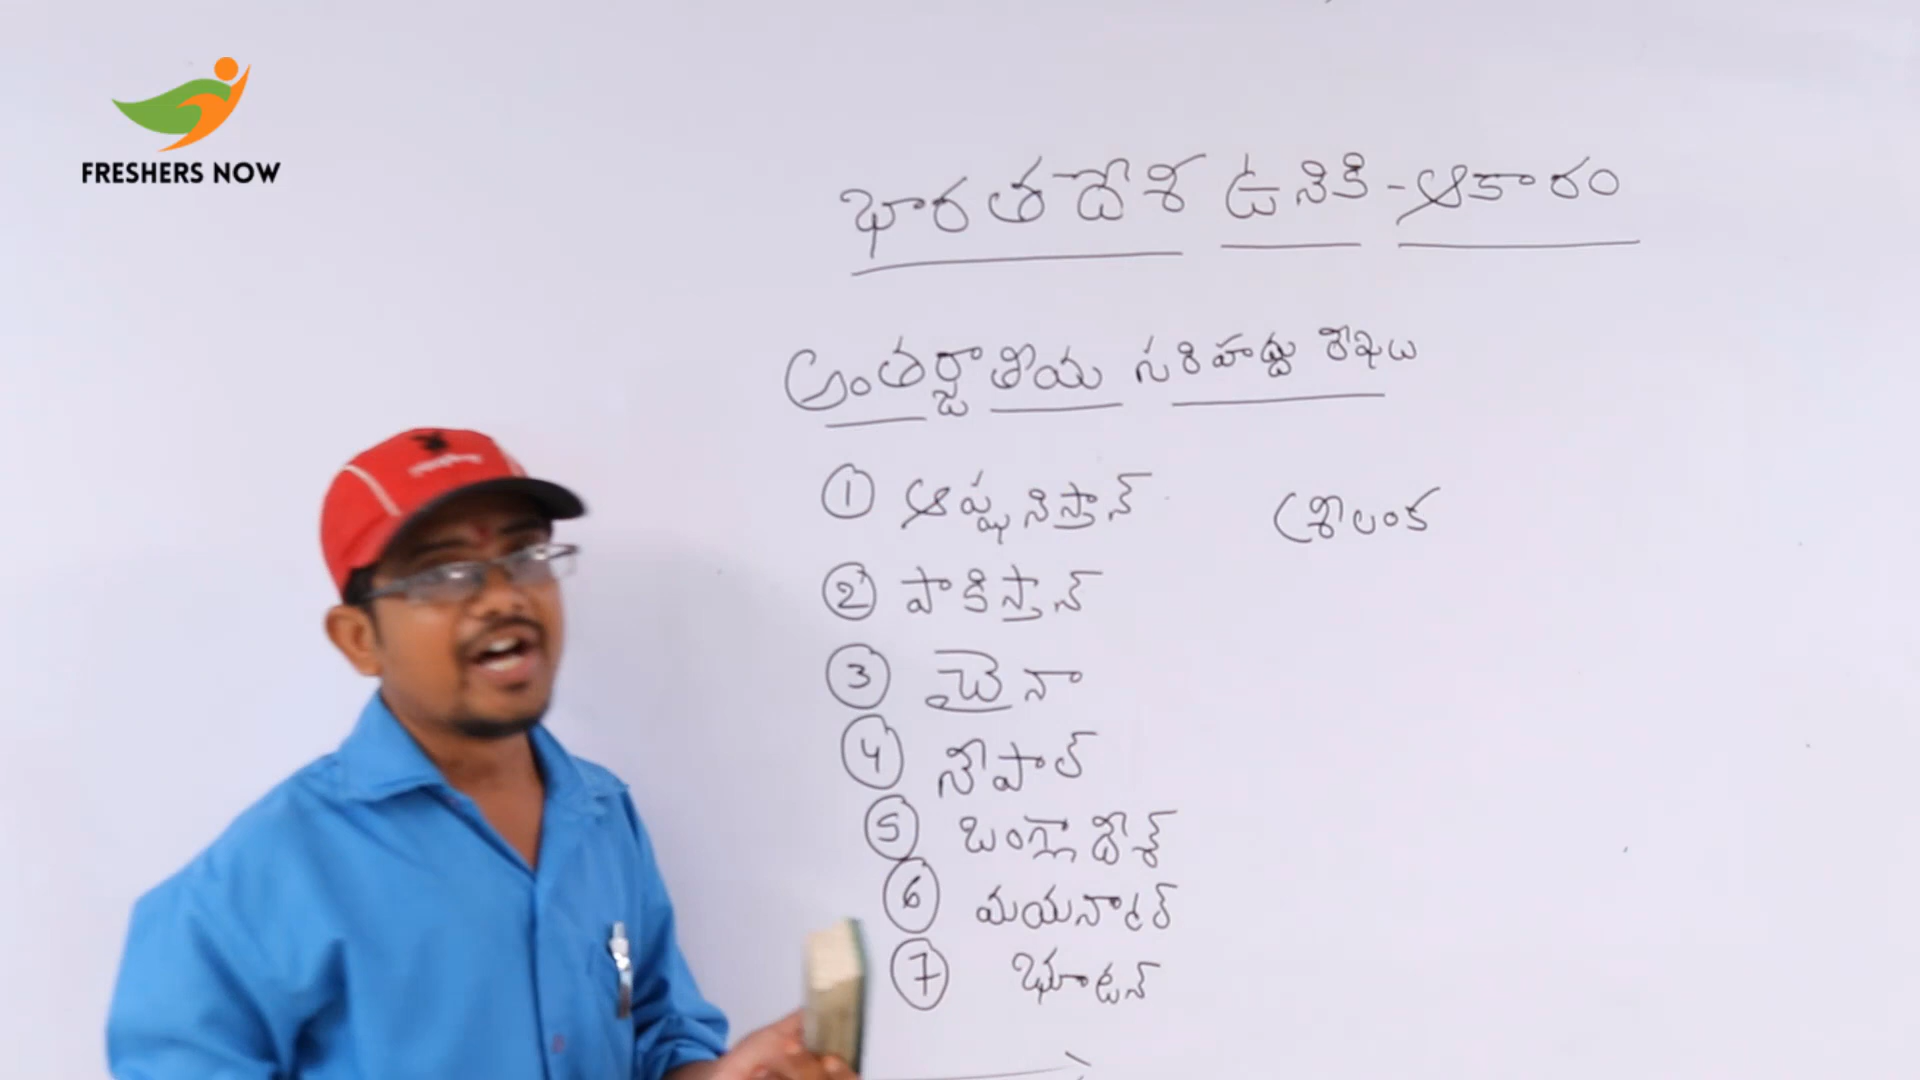 FRESHERS NOW
భారతదేశ ఉనికి - ఆకారం
అంతర్జాతీయ సరిహద్దు రేఖలు
① ఆఫ్ఘనిస్తాన్ శ్రీలంక
② పాకిస్తాన్
③ చైనా
④ నేపాల్
⑤ బంగ్లాదేశ్
⑥ మయన్మార్
⑦ భూటన్